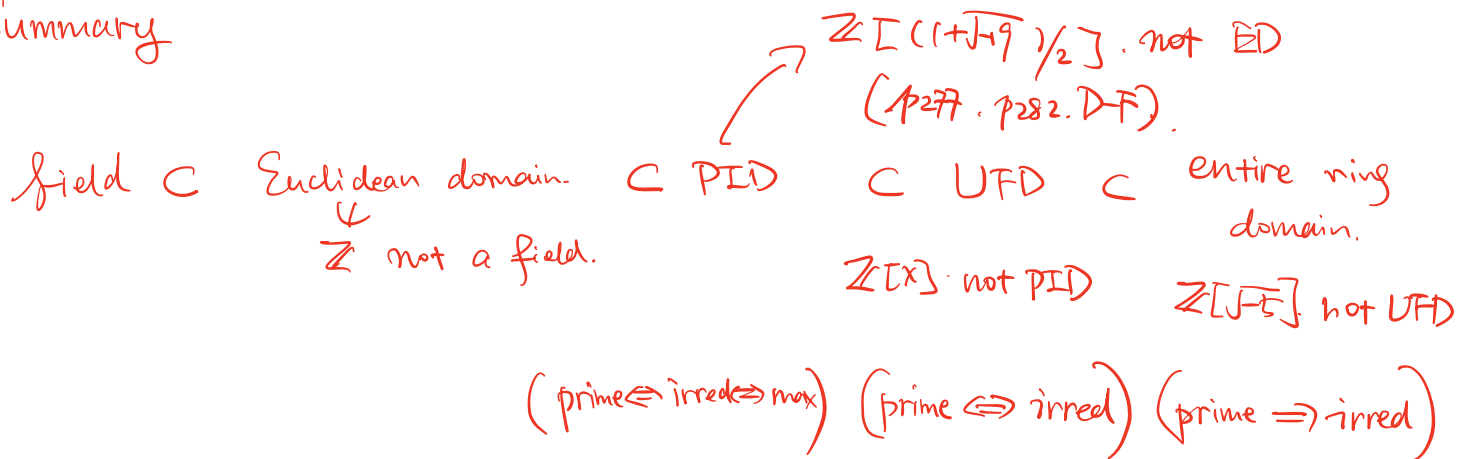 ummary
ℤ[(1+√-19)/2]. not ED
(p277. p282. D-F).
field ⊂ Euclidean domain. ⊂ PID ⊂ UFD ⊂ entire ring
domain.
ℤ not a field.
ℤ[x] not PID
ℤ[√-5] not UFD
(prime ⇔ irred ⇔ max) (prime ⇔ irred) (prime ⇒ irred)